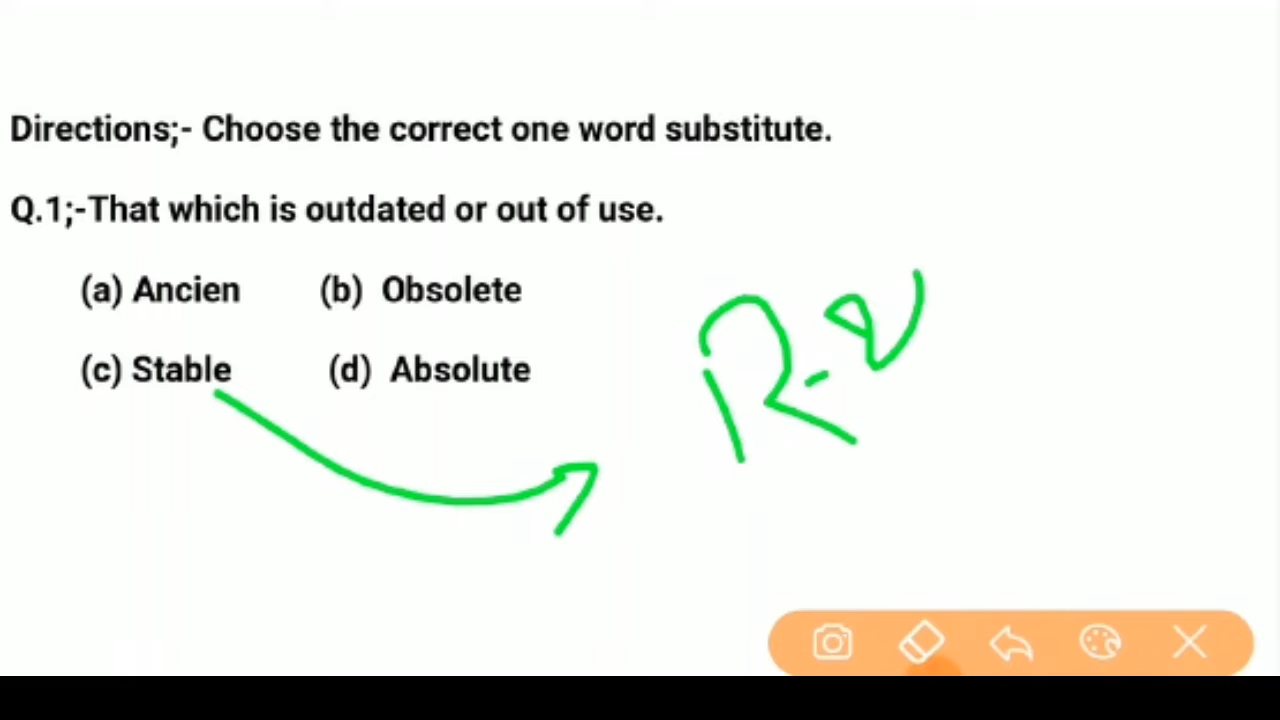 Directions;- Choose the correct one word substitute.
Q.1;-That which is outdated or out of use.
(a) Ancien (b) Obsolete
(c) Stable (d) Absolute